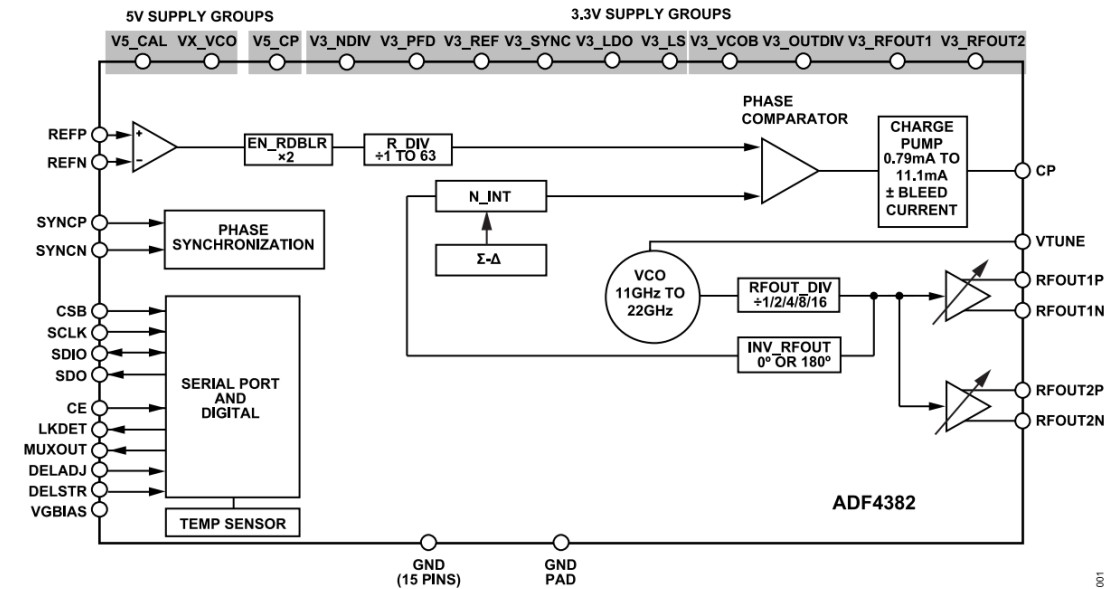 5V SUPPLY GROUPS
3.3V SUPPLY GROUPS
V5_CAL VX_VCO V5_CP V3_NDIV V3_PFD V3_REF V3_SYNC V3_LDO V3_LS V3_VCOB V3_OUTDIV V3_RFOUT1 V3_RFOUT2
REFP
REFN
+
–
EN_RDBLR
×2
R_DIV
÷1 TO 63
PHASE
COMPARATOR
CHARGE
PUMP
0.79mA TO
11.1mA
± BLEED
CURRENT
CP
N_INT
Σ-Δ
SYNCP
SYNCN
PHASE
SYNCHRONIZATION
VTUNE
VCO
11GHz TO
22GHz
RFOUT_DIV
÷1/2/4/8/16
INV_RFOUT
0º OR 180º
RFOUT1P
RFOUT1N
RFOUT2P
RFOUT2N
CSB
SCLK
SDIO
SDO
CE
LKDET
MUXOUT
DELADJ
DELSTR
VGBIAS
SERIAL PORT
AND
DIGITAL
TEMP SENSOR
ADF4382
GND
(15 PINS)
GND
PAD
001